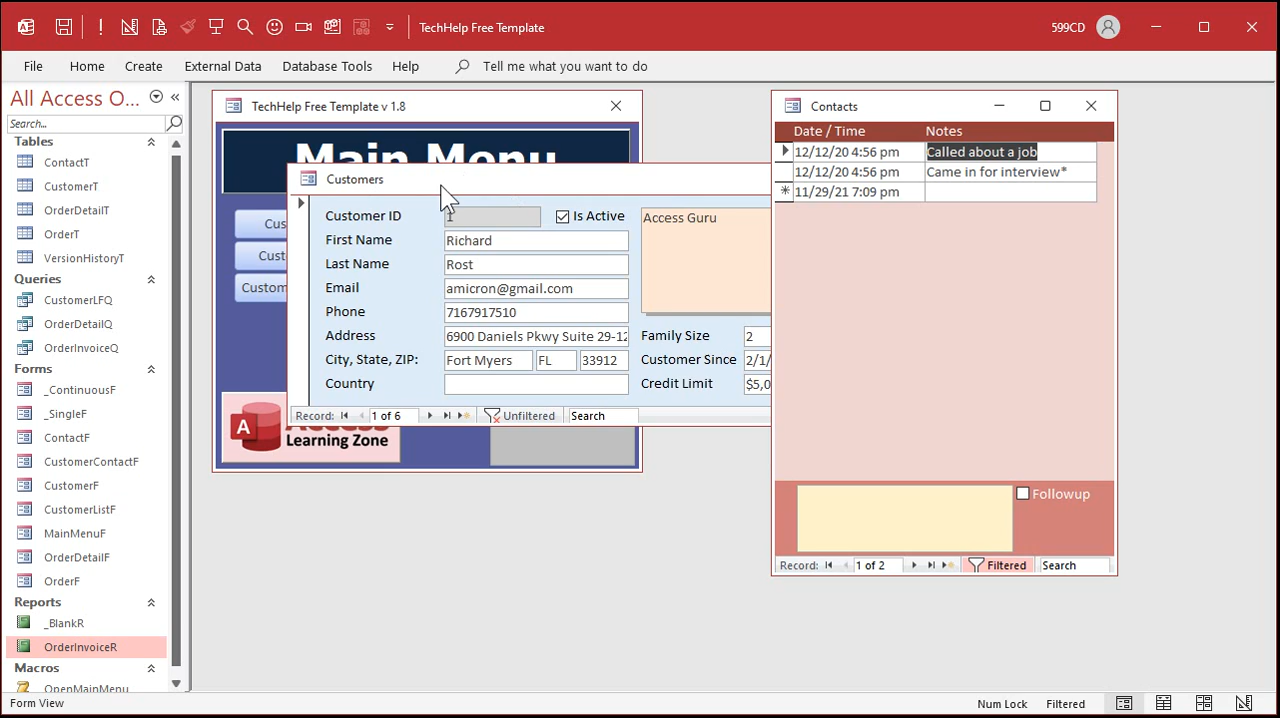 TechHelp Free Template
599CD
File Home Create External Data Database Tools Help Tell me what you want to do
All Access O...
Search...
Tables
ContactT
CustomerT
OrderDetailT
OrderT
VersionHistoryT
Queries
CustomerLFQ
OrderDetailQ
OrderInvoiceQ
Forms
_ContinuousF
_SingleF
ContactF
CustomerContactF
CustomerF
CustomerListF
MainMenuF
OrderDetailF
OrderF
Reports
_BlankR
OrderInvoiceR
Macros
OpenMainMenu
TechHelp Free Template v 1.8
Main Menu
Cus
Cust
Custom
A
Learning Zone
Customers
Customer ID 1 Is Active
First Name Richard
Last Name Rost
Email amicron@gmail.com
Phone 7167917510
Address 6900 Daniels Pkwy Suite 29-12
City, State, ZIP: Fort Myers FL 33912
Country
Access Guru
Family Size 2
Customer Since 2/1/
Credit Limit $5,0
Record: 1 of 6 Unfiltered Search
Contacts
Date / Time Notes
12/12/20 4:56 pm Called about a job
12/12/20 4:56 pm Came in for interview*
* 11/29/21 7:09 pm
Followup
Record: 1 of 2 Filtered Search
Form View
Num Lock Filtered